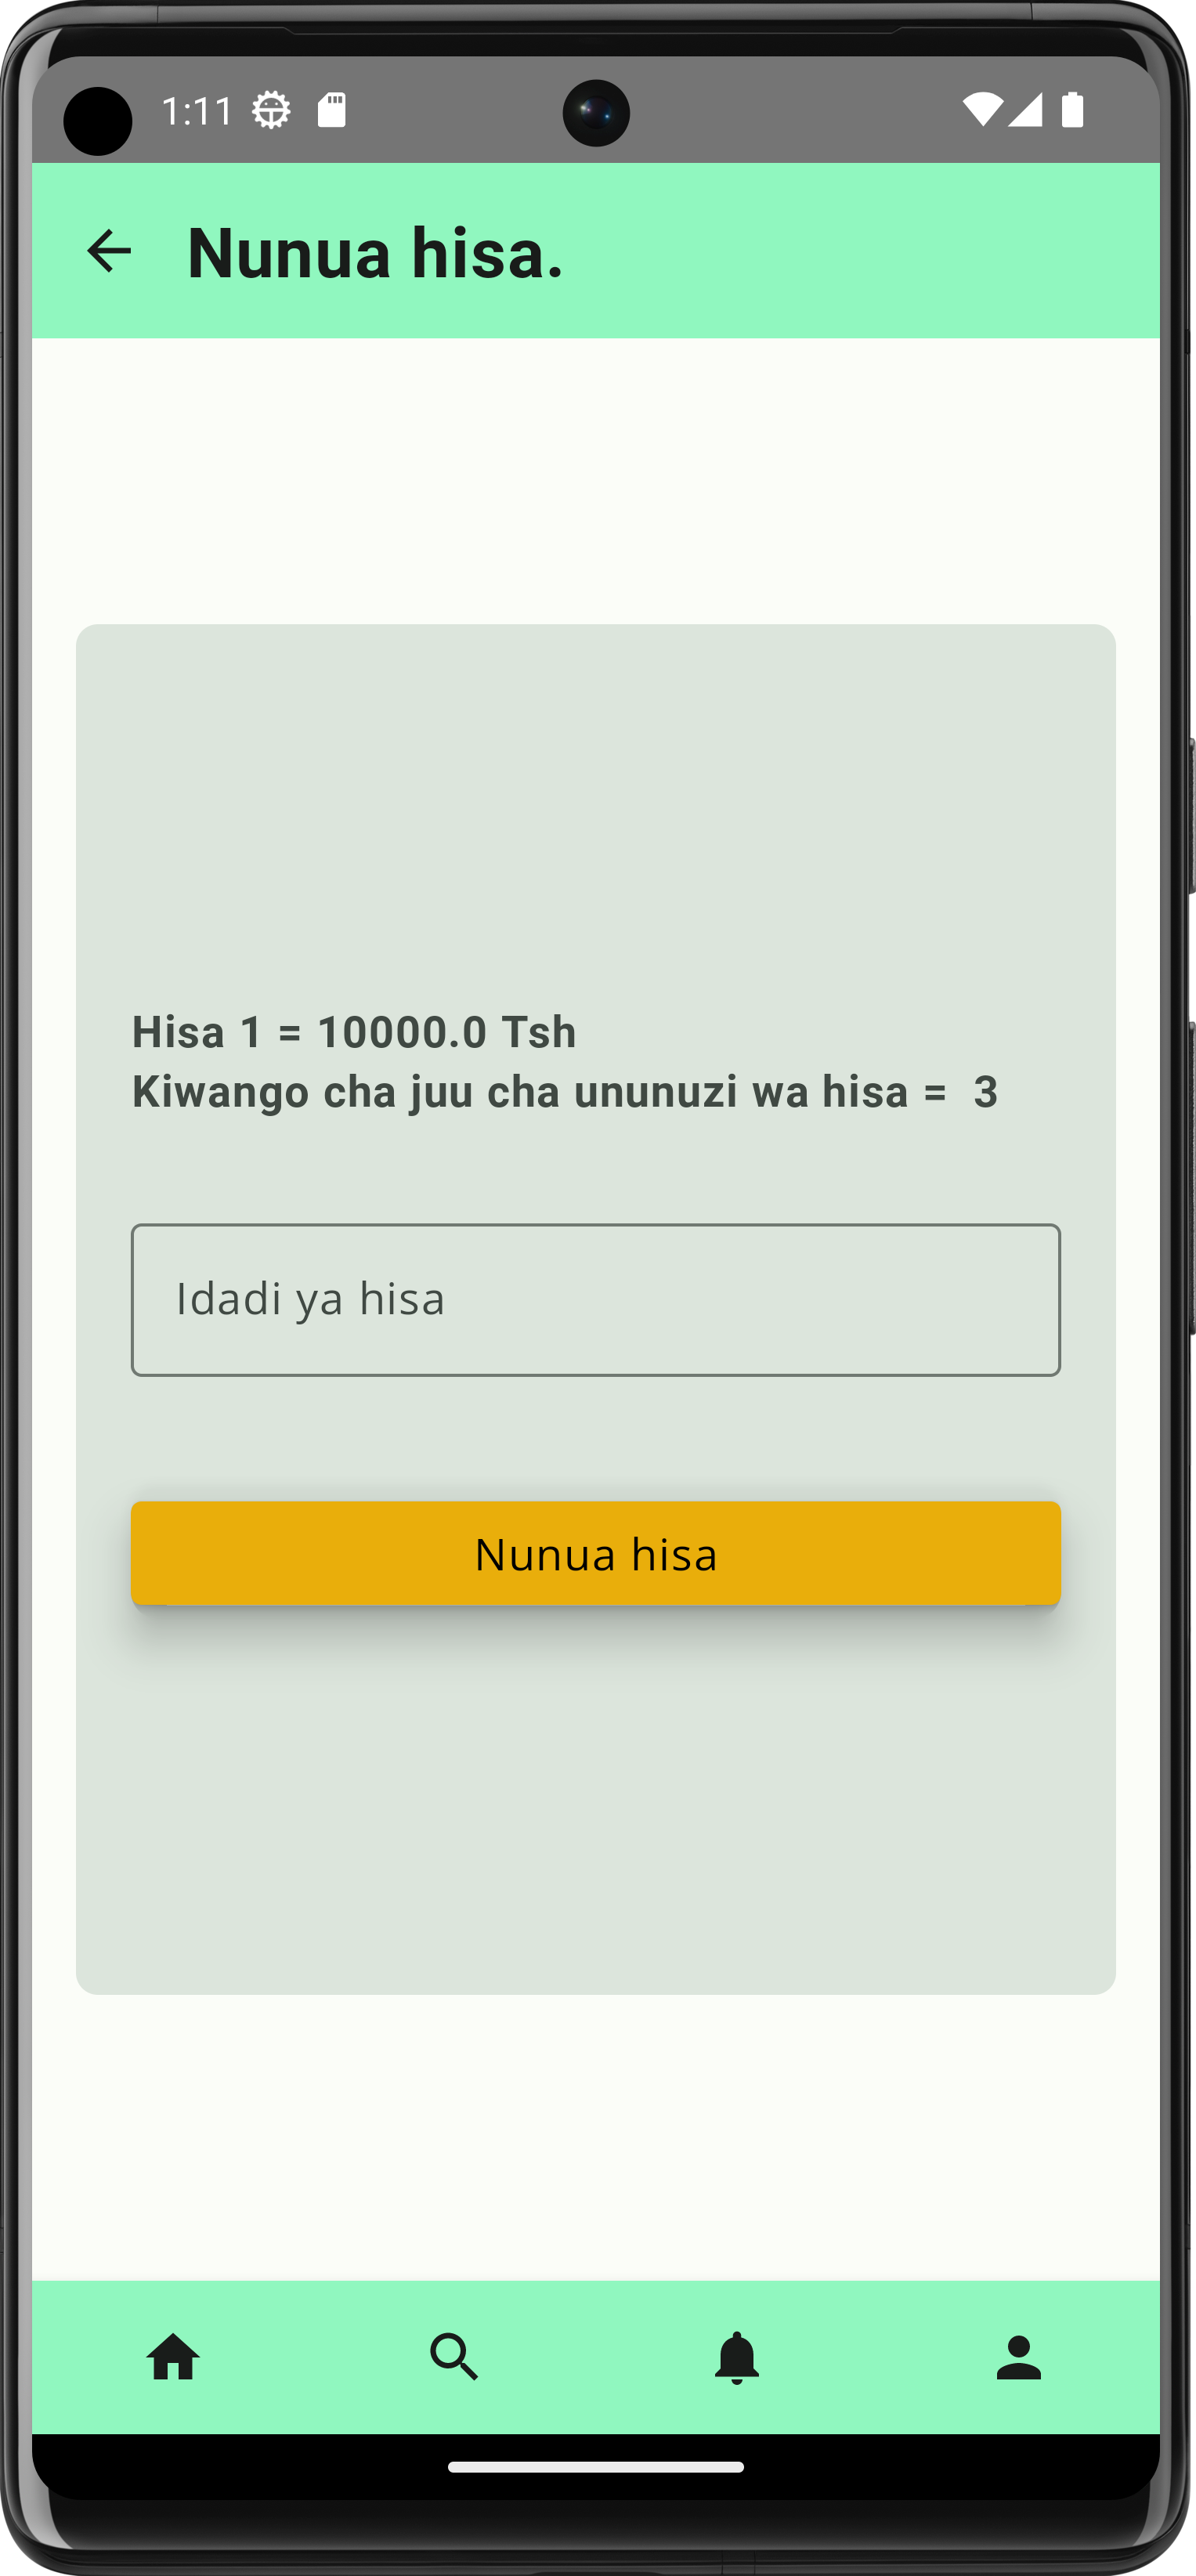 1:11
Nunua hisa.
Hisa 1 = 10000.0 Tsh
Kiwango cha juu cha ununuzi wa hisa = 3
Idadi ya hisa
Nunua hisa